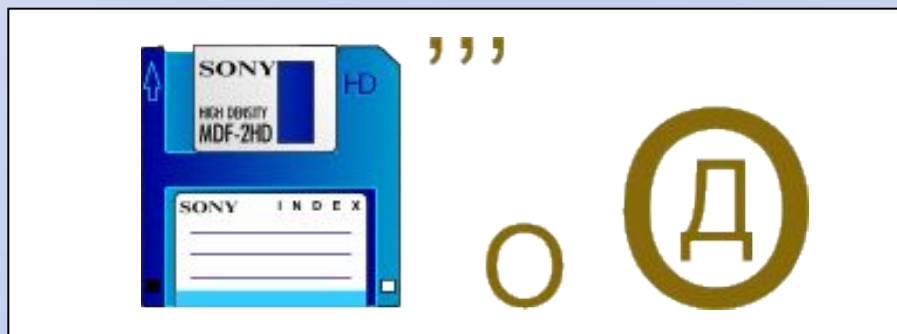 ,,,
SONY
HD
HIGH DENSITY
MDF-2HD
SONY INDEX
о
О
Д